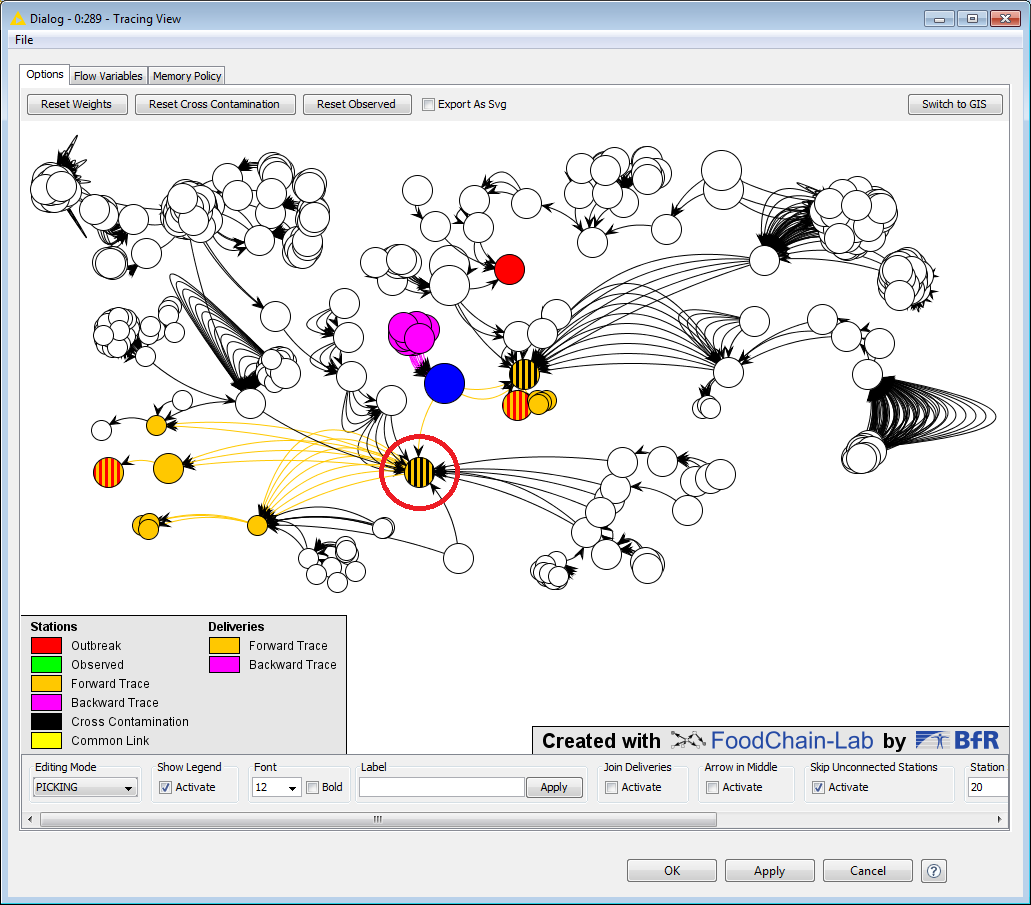 Dialog - 0:289 - Tracing View
File
Options Flow Variables Memory Policy
Reset Weights Reset Cross Contamination Reset Observed Export As Svg Switch to GIS
Stations Deliveries
Outbreak Forward Trace
Observed Backward Trace
Forward Trace
Backward Trace
Cross Contamination
Common Link
Created with FoodChain-Lab by BfR
Editing Mode Show Legend Font Label Join Deliveries Arrow in Middle Skip Unconnected Stations Station
PICKING Activate 12 Bold Apply Activate Activate Activate 20
OK Apply Cancel ?